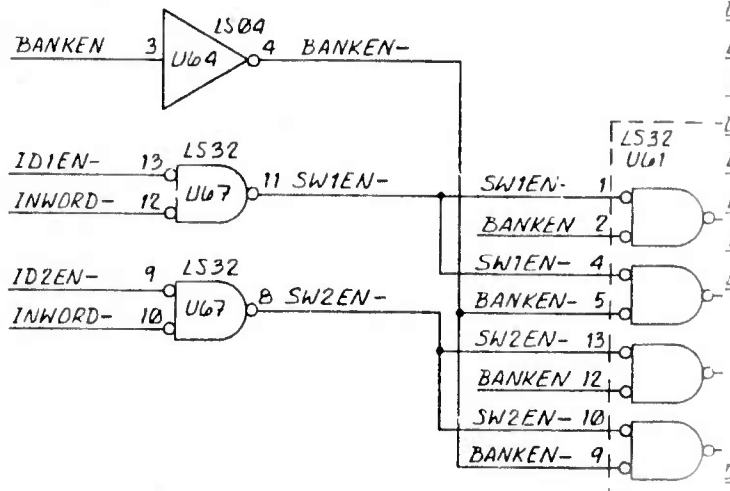 LS04
BANKEN 3 U64 4 BANKEN-
LS32
U61
ID1EN- 13 LS32
INWORD- 12 U67 11 SW1EN-
SW1EN- 1
BANKEN 2
ID2EN- 9 LS32
INWORD- 10 U67 8 SW2EN-
SW1EN- 4
BANKEN- 5
SW2EN- 13
BANKEN 12
SW2EN- 10
BANKEN- 9